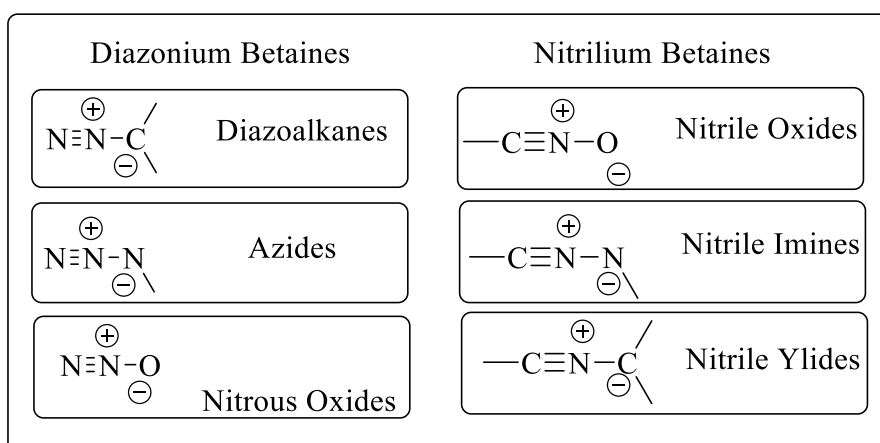 Diazonium Betaines
N≡N–C
⊕
⊖
Diazoalkanes
N≡N–N
⊕
⊖
Azides
N≡N–O
⊕
⊖
Nitrous Oxides
Nitrilium Betaines
C≡N–O
⊕
⊖
Nitrile Oxides
C≡N–N
⊕
⊖
Nitrile Imines
C≡N–C
⊕
⊖
Nitrile Ylides